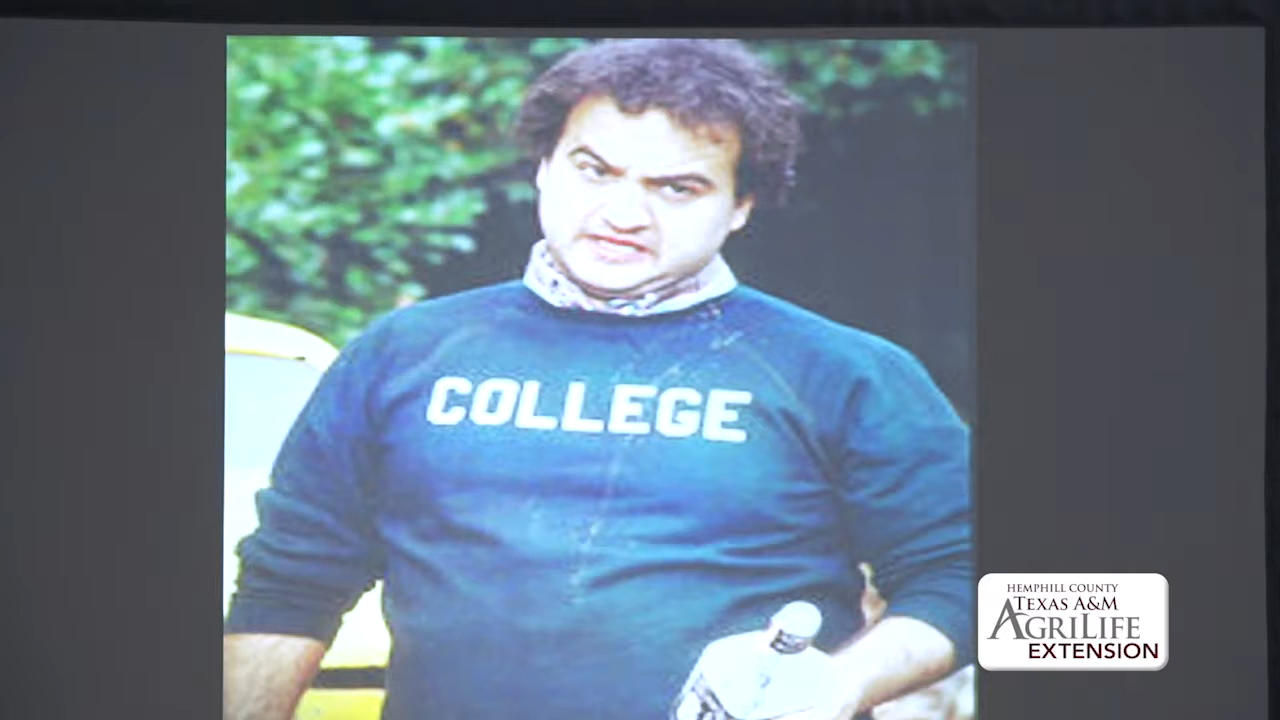 COLLEGE
HEMPHILL COUNTY
TEXAS A&M
AGRILIFE
EXTENSION